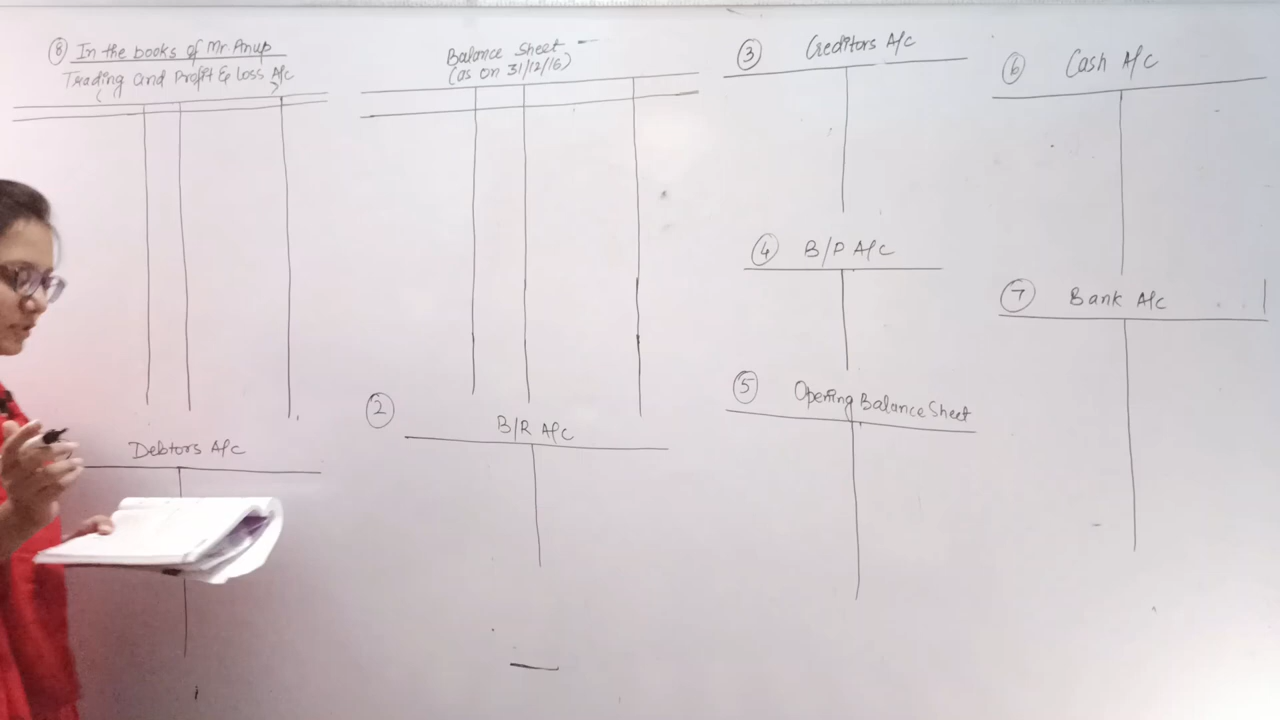 ⑧ In the books of Mr Anup
Trading and Profit & Loss A/c
( )
Debtors A/c
Balance Sheet
(as on 31/12/16)
② B/R A/c
③ Creditors A/c
④ B/P A/c
⑤ Opening Balance Sheet
⑥ Cash A/c
⑦ Bank A/c